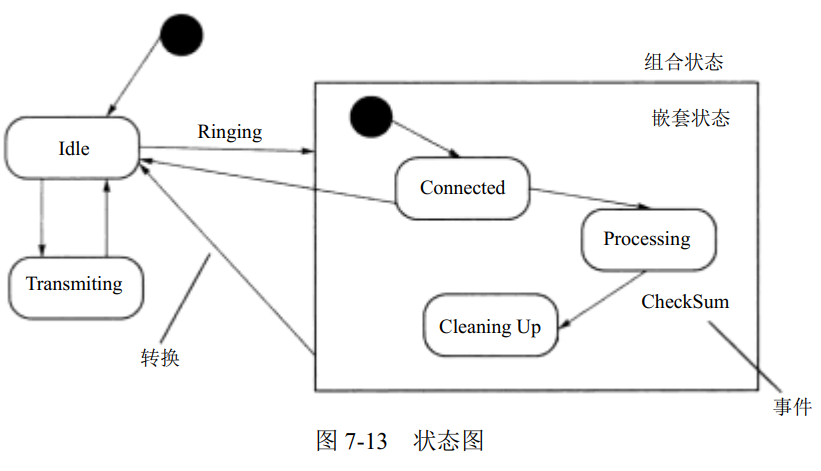 组合状态
嵌套状态
Idle
Ringing
Connected
Processing
Transmiting
CheckSum
Cleaning Up
转换
事件
图 7-13 状态图